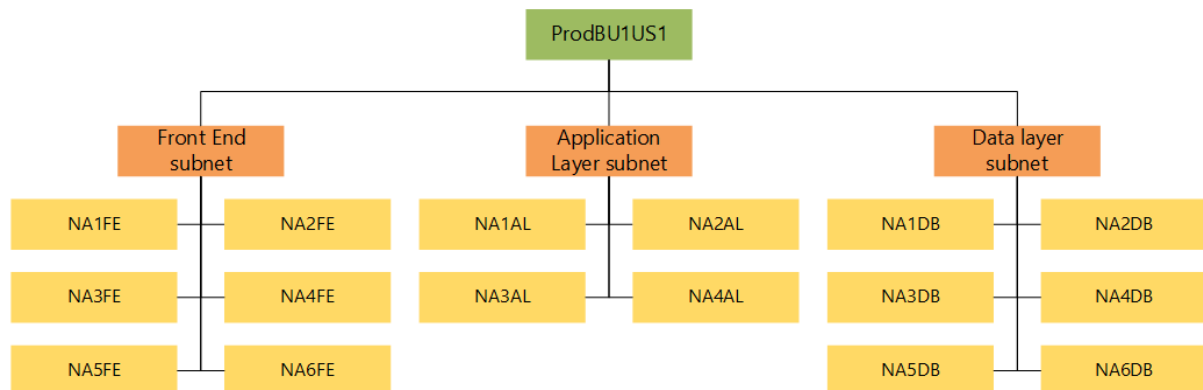 ProdBU1US1
Front End
subnet
Application
Layer subnet
Data layer
subnet
NA1FE
NA2FE
NA1AL
NA2AL
NA1DB
NA2DB
NA3FE
NA4FE
NA3AL
NA4AL
NA3DB
NA4DB
NA5FE
NA6FE
NA5DB
NA6DB